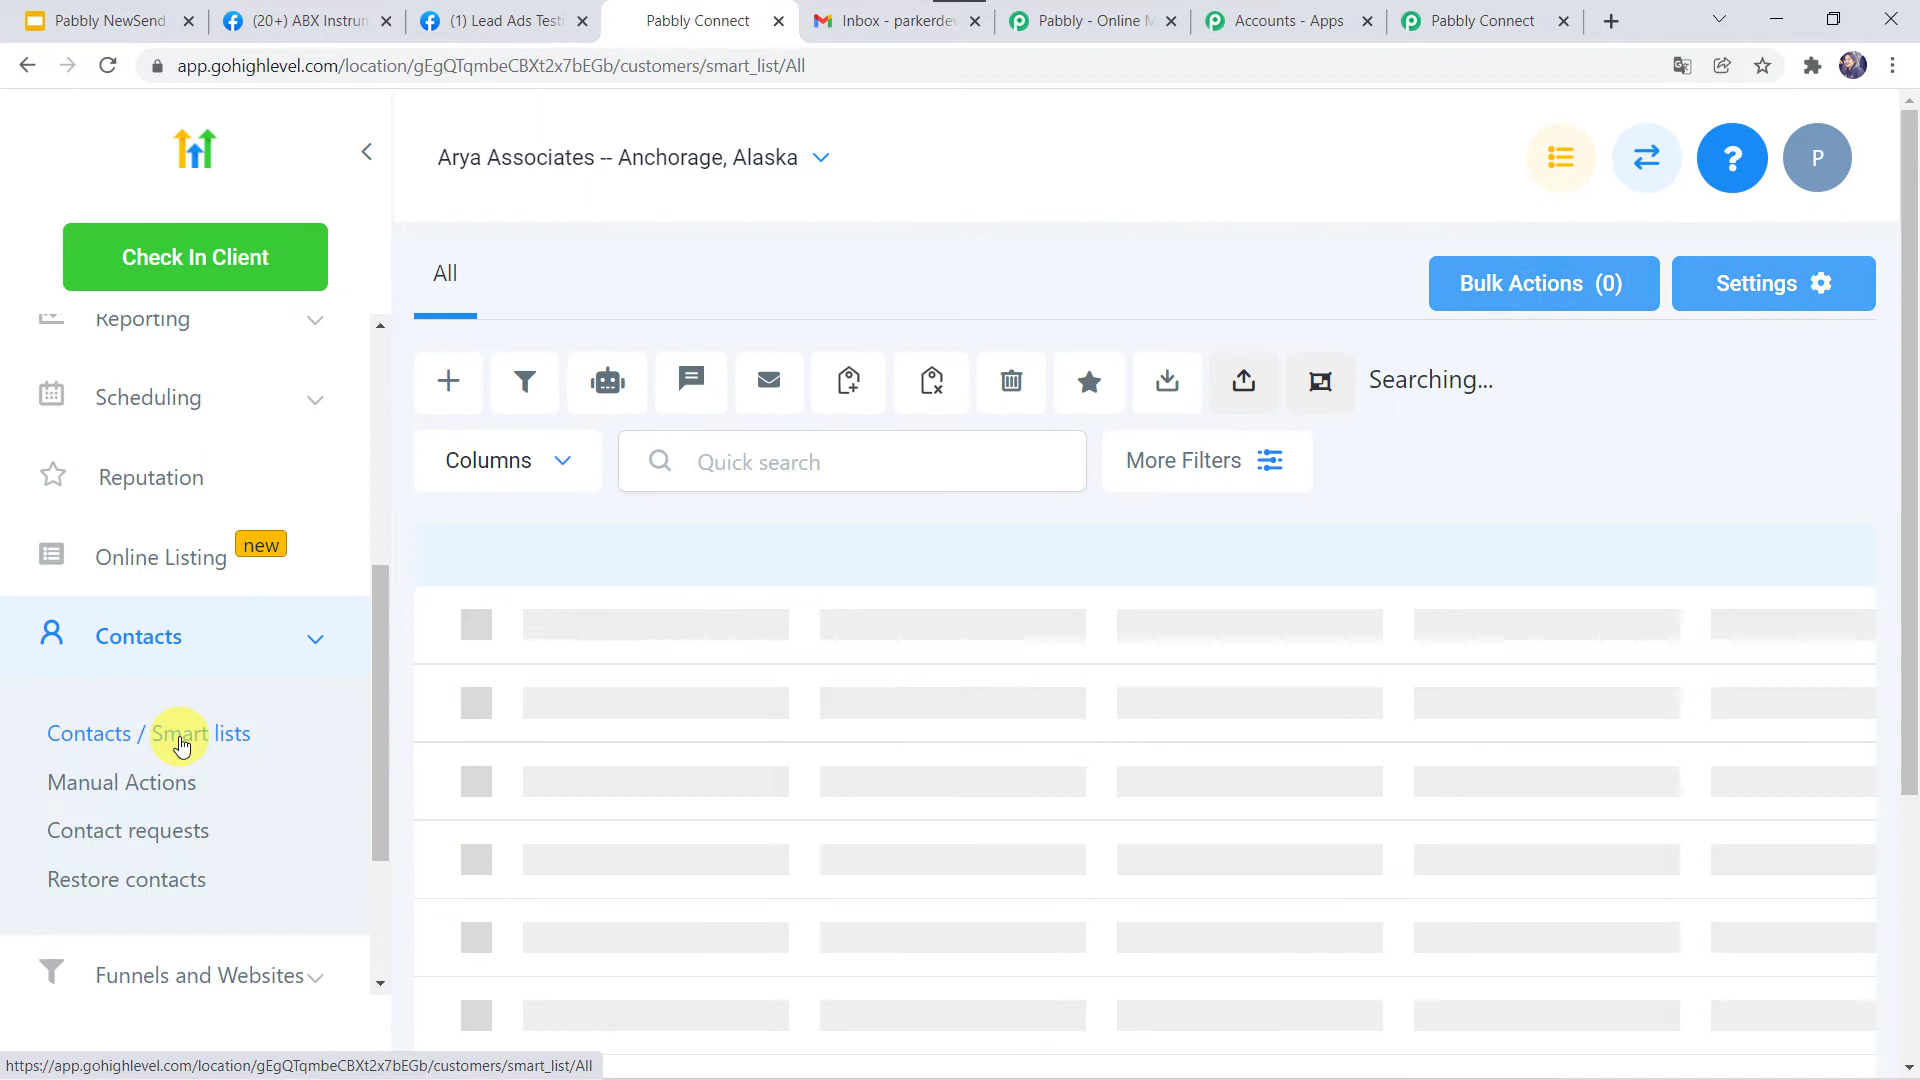 Pabbly NewSend
(20+) ABX Instrum
(1) Lead Ads Testi
Pabbly Connect
Inbox - parkerdev
Pabbly - Online M
Accounts - Apps
Pabbly Connect
app.gohighlevel.com/location/gEgQTqmbeCBXt2x7bEGb/customers/smart_list/All
Arya Associates -- Anchorage, Alaska
?
P
Check In Client
All
Bulk Actions (0)
Settings
Reporting
Scheduling
Reputation
Online Listing
new
Contacts
Contacts / Smart lists
Manual Actions
Contact requests
Restore contacts
Funnels and Websites
Searching...
Columns
Quick search
More Filters
https://app.gohighlevel.com/location/gEgQTqmbeCBXt2x7bEGb/customers/smart_list/All